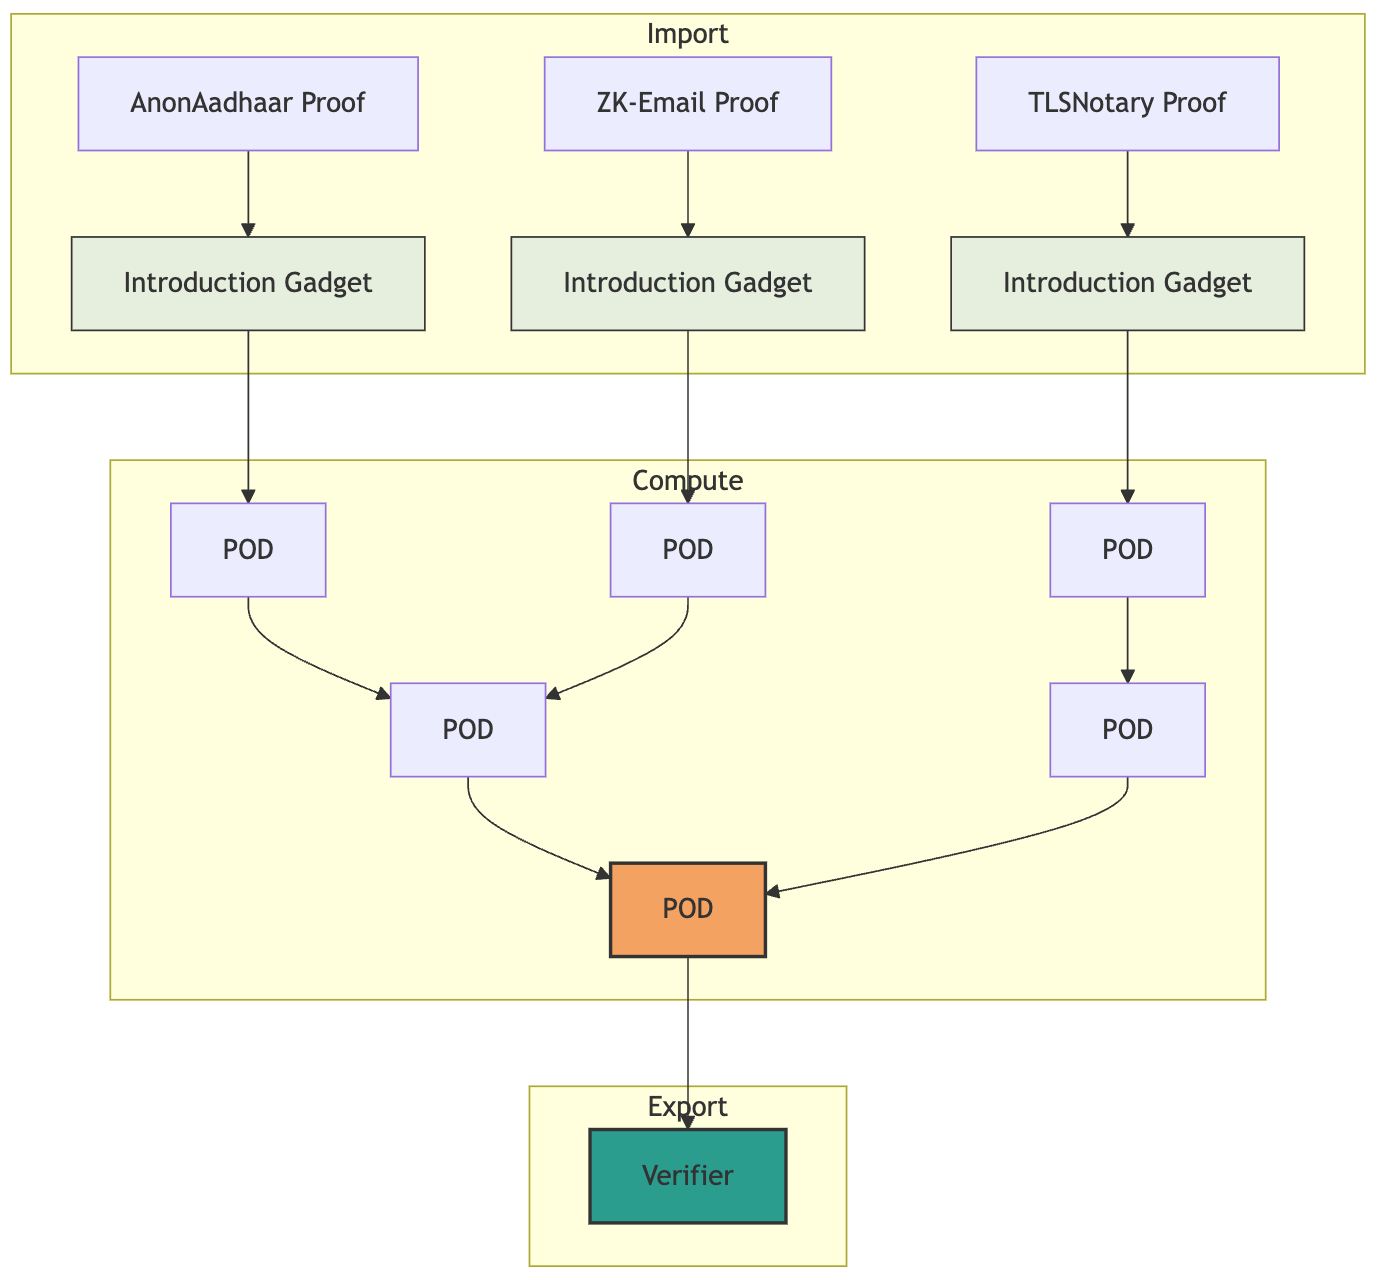 Import
AnonAadhaar Proof
ZK-Email Proof
TLSNotary Proof
Introduction Gadget
Introduction Gadget
Introduction Gadget
Compute
POD
POD
POD
POD
POD
POD
Export
Verifier